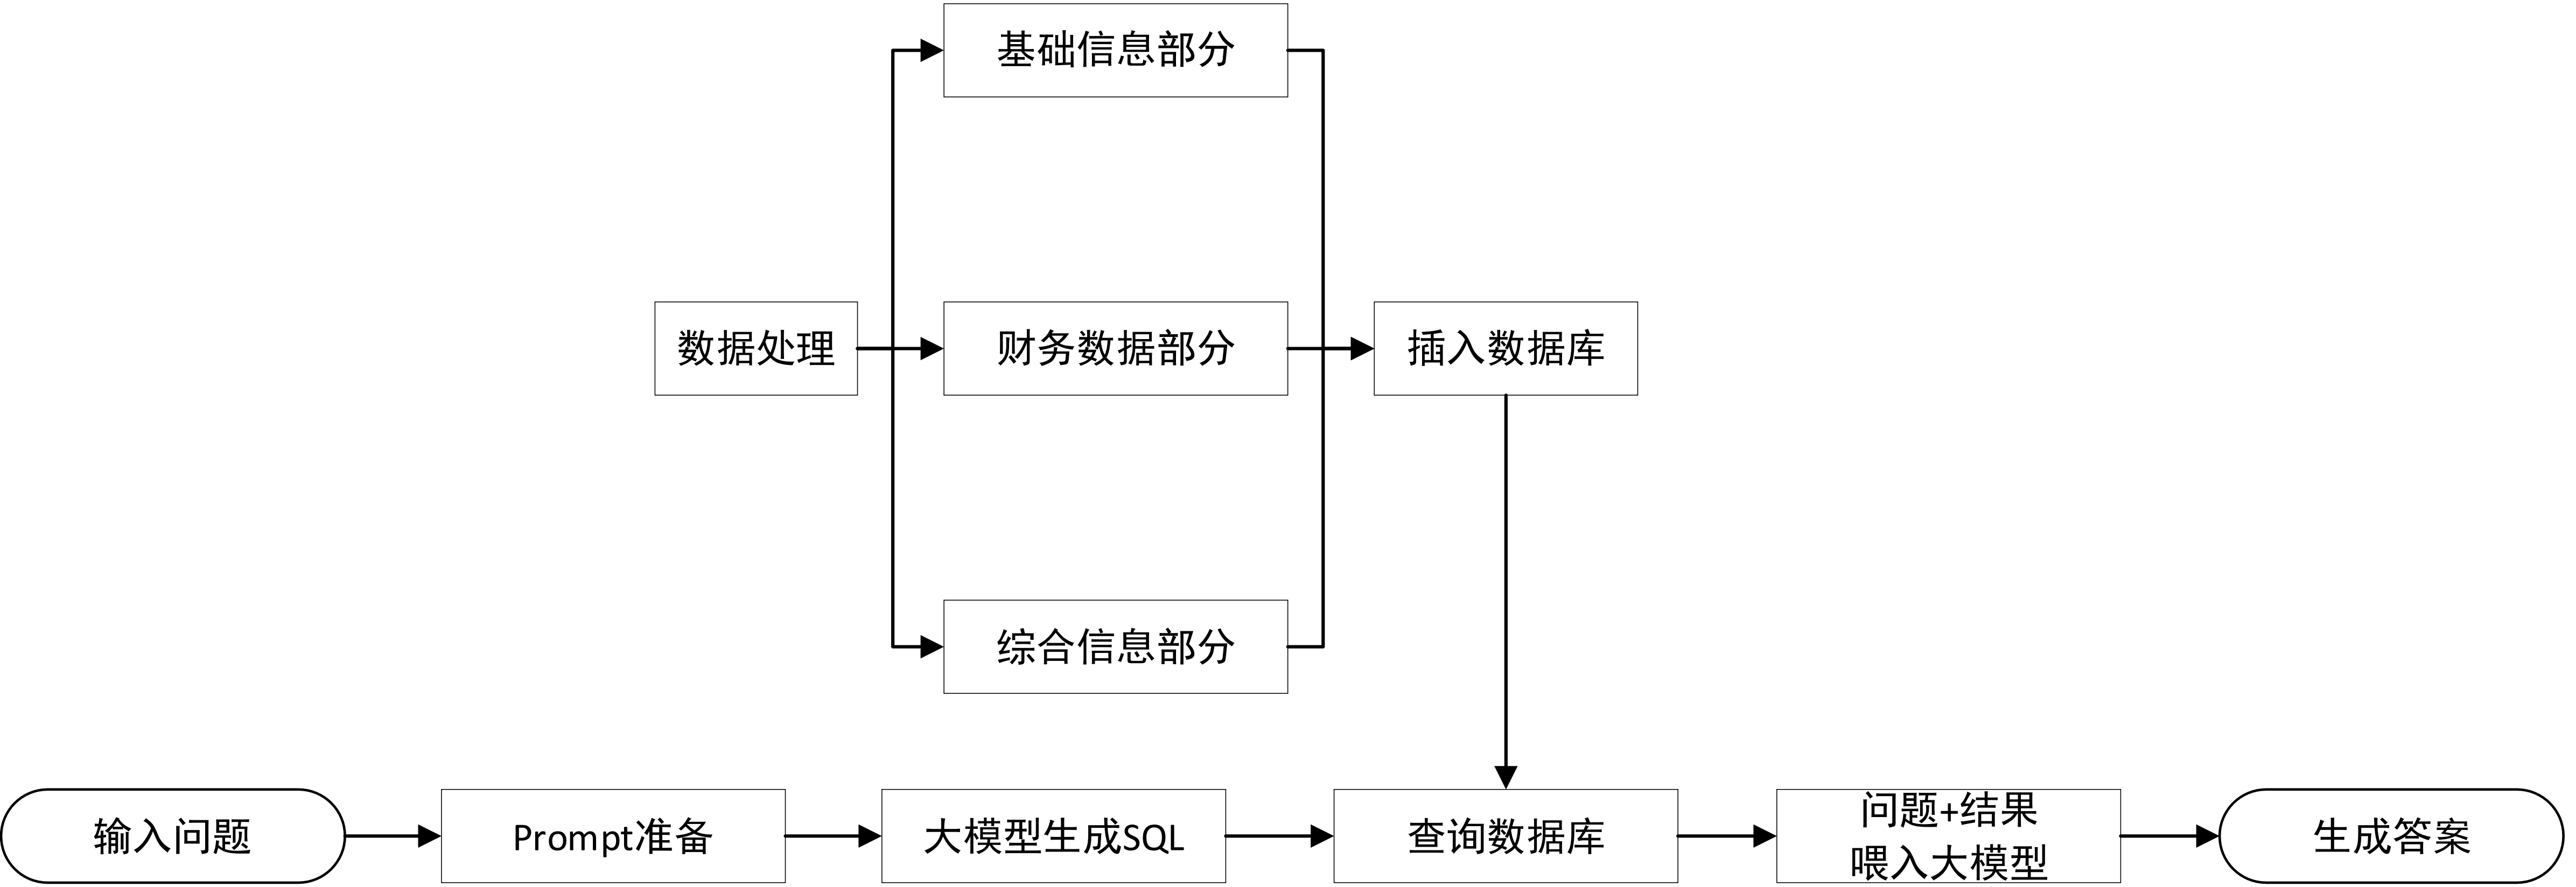 基础信息部分
数据处理
财务数据部分
插入数据库
综合信息部分
输入问题
Prompt准备
大模型生成SQL
查询数据库
问题+结果
喂入大模型
生成答案